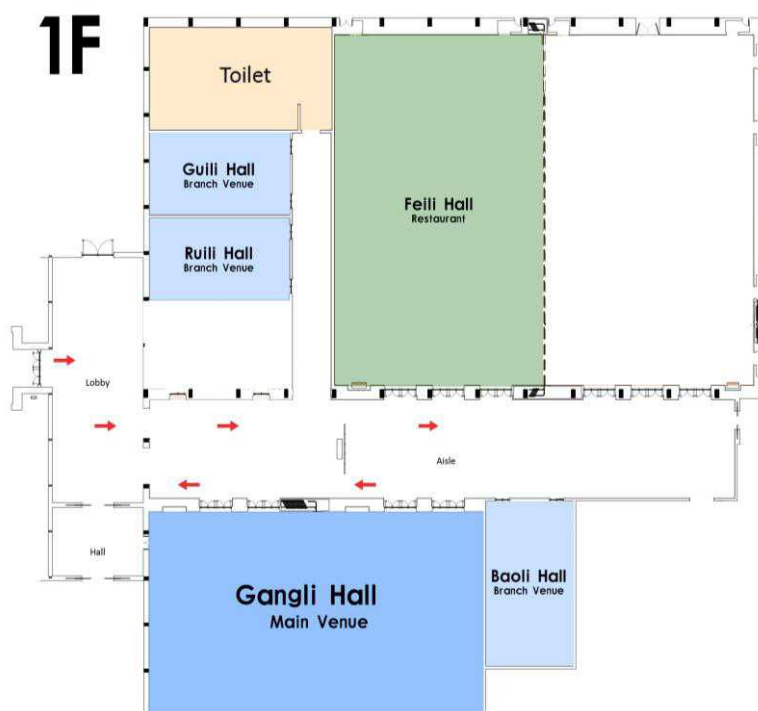 1F
Toilet
Guili Hall
Branch Venue
Feili Hall
Restaurant
Ruili Hall
Branch Venue
Lobby
Aisle
Hall
Gangli Hall
Main Venue
Baoli Hall
Branch Venue